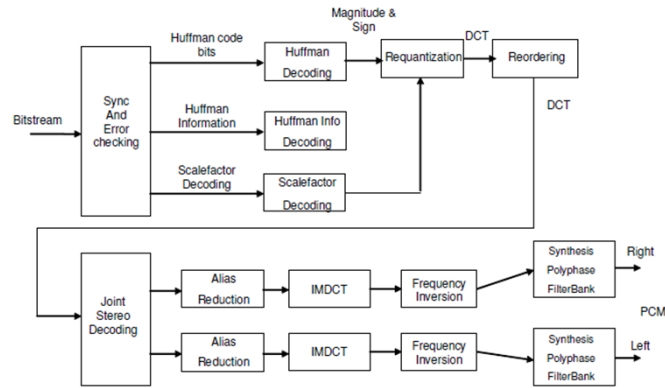 Magnitude &
Sign
Huffman code
bits
Huffman
Decoding
Requantization
DCT
Reordering
DCT
Bitstream
Sync
And
Error
checking
Huffman
Information
Huffman Info
Decoding
Scalefactor
Decoding
Scalefactor
Decoding
Joint
Stereo
Decoding
Alias
Reduction
IMDCT
Frequency
Inversion
Synthesis
Polyphase
FilterBank
Right
PCM
Alias
Reduction
IMDCT
Frequency
Inversion
Synthesis
Polyphase
FilterBank
Left